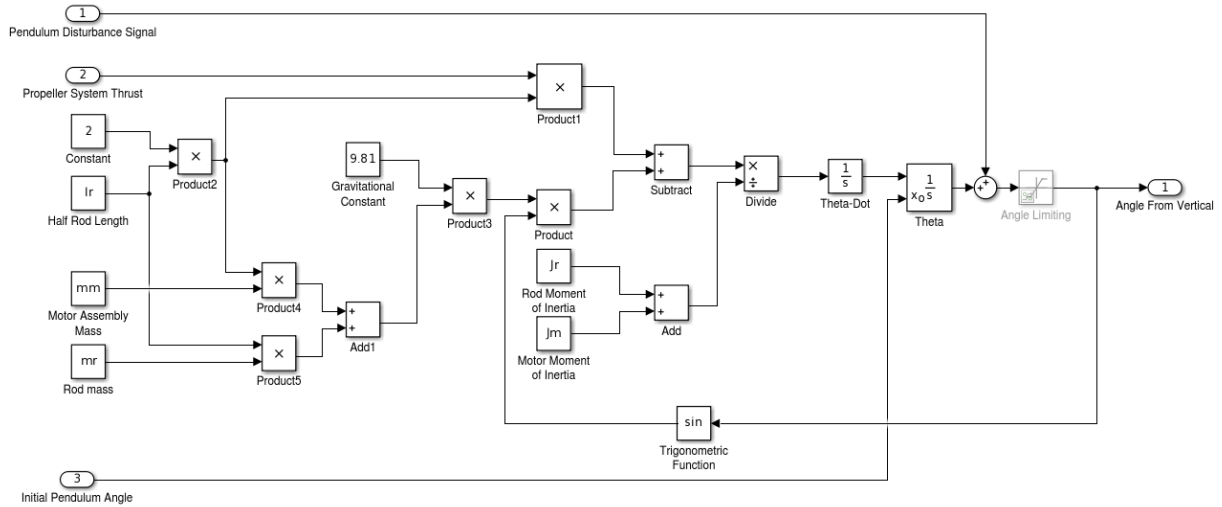 1
Pendulum Disturbance Signal
2
Propeller System Thrust
×
Product1
2
Constant
×
Product2
lr
Half Rod Length
9.81
Gravitational
Constant
×
Product3
×
Product
+
+
Subtract
×
÷
Divide
1
s
Theta-Dot
xo
1
s
Theta
+
+
Angle Limiting
1
Angle From Vertical
Jr
Rod Moment
of Inertia
Jm
Motor Moment
of Inertia
+
+
Add
mm
Motor Assembly
Mass
×
Product4
+
+
Add1
mr
Rod mass
×
Product5
sin
Trigonometric
Function
3
Initial Pendulum Angle